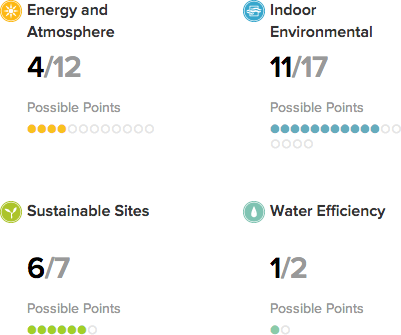 Energy and
Atmosphere
4/12
Possible Points
Indoor
Environmental
11/17
Possible Points
Sustainable Sites
6/7
Possible Points
Water Efficiency
1/2
Possible Points